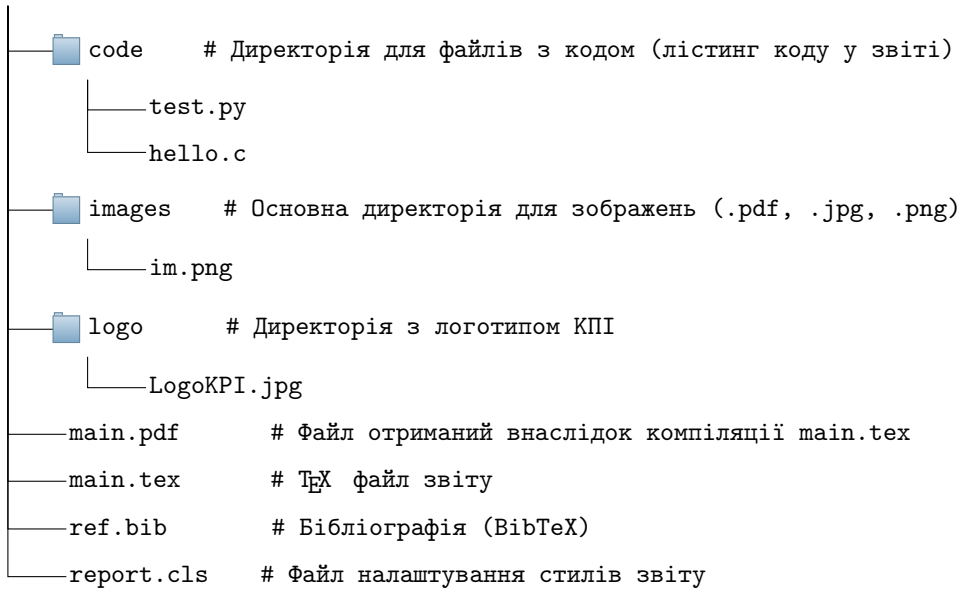 code # Директорія для файлів з кодом (лістинг коду у звіті)
test.py
hello.c
images # Основна директорія для зображень (.pdf, .jpg, .png)
im.png
logo # Директорія з логотипом КПІ
LogoKPI.jpg
main.pdf # Файл отриманий внаслідок компіляції main.tex
main.tex # TEX файл звіту
ref.bib # Бібліографія (BibTeX)
report.cls # Файл налаштування стилів звіту